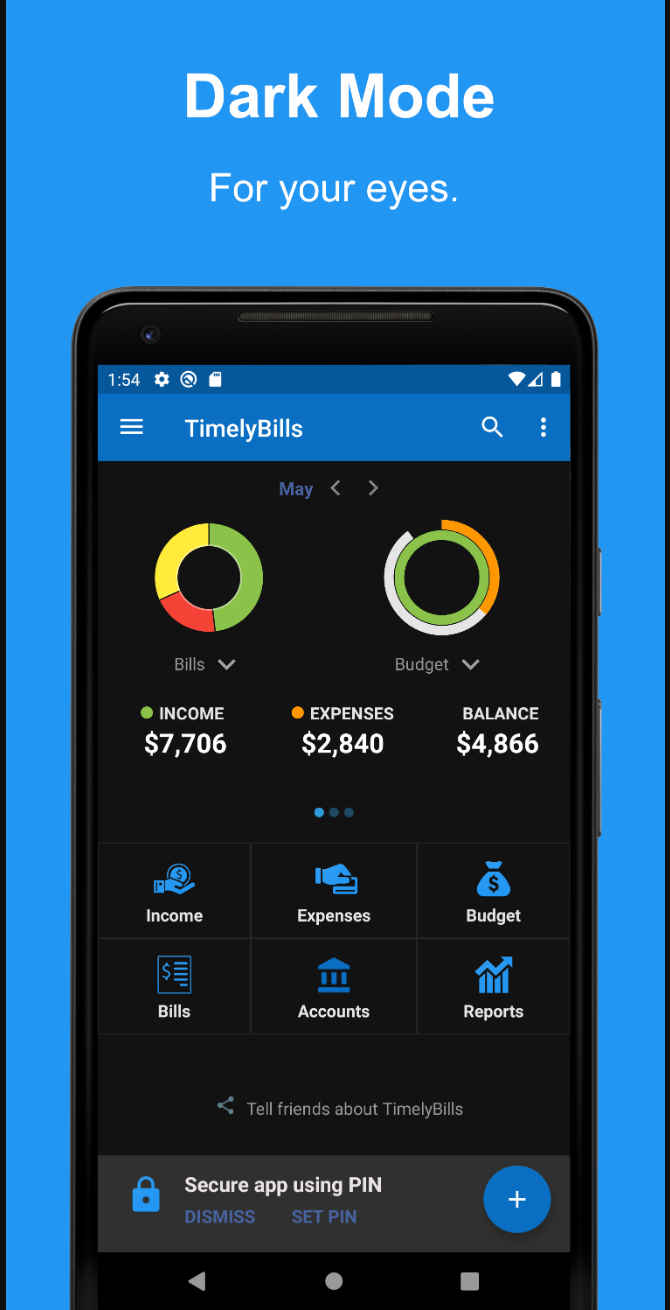 Dark Mode
For your eyes.
1:54
TimelyBills
May
Bills
Budget
INCOME EXPENSES BALANCE
$7,706 $2,840 $4,866
Income Expenses Budget
Bills Accounts Reports
Tell friends about TimelyBills
Secure app using PIN
DISMISS SET PIN